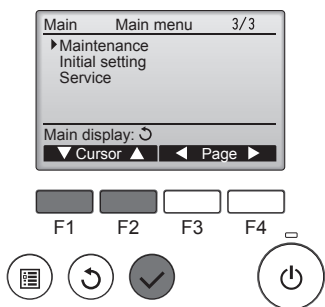 Main Main menu 3/3
Maintenance
Initial setting
Service
Main display:
Cursor Page
F1 F2 F3 F4